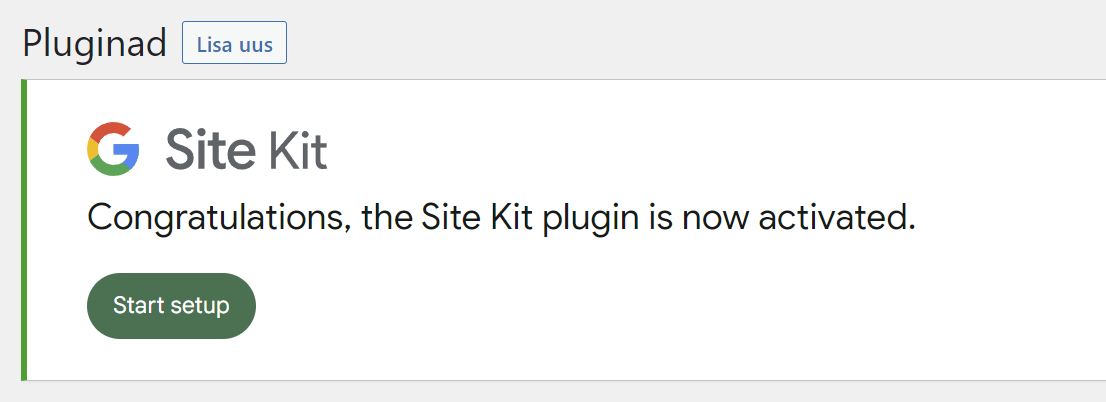 Pluginad Lisa uus
Site Kit
Congratulations, the Site Kit plugin is now activated.
Start setup